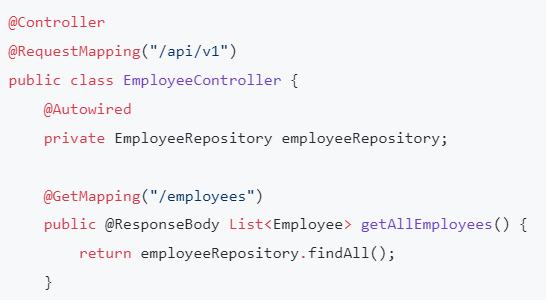 @Controller
@RequestMapping("/api/v1")
public class EmployeeController {
    @Autowired
    private EmployeeRepository employeeRepository;

    @GetMapping("/employees")
    public @ResponseBody List<Employee> getAllEmployees() {
        return employeeRepository.findAll();
    }